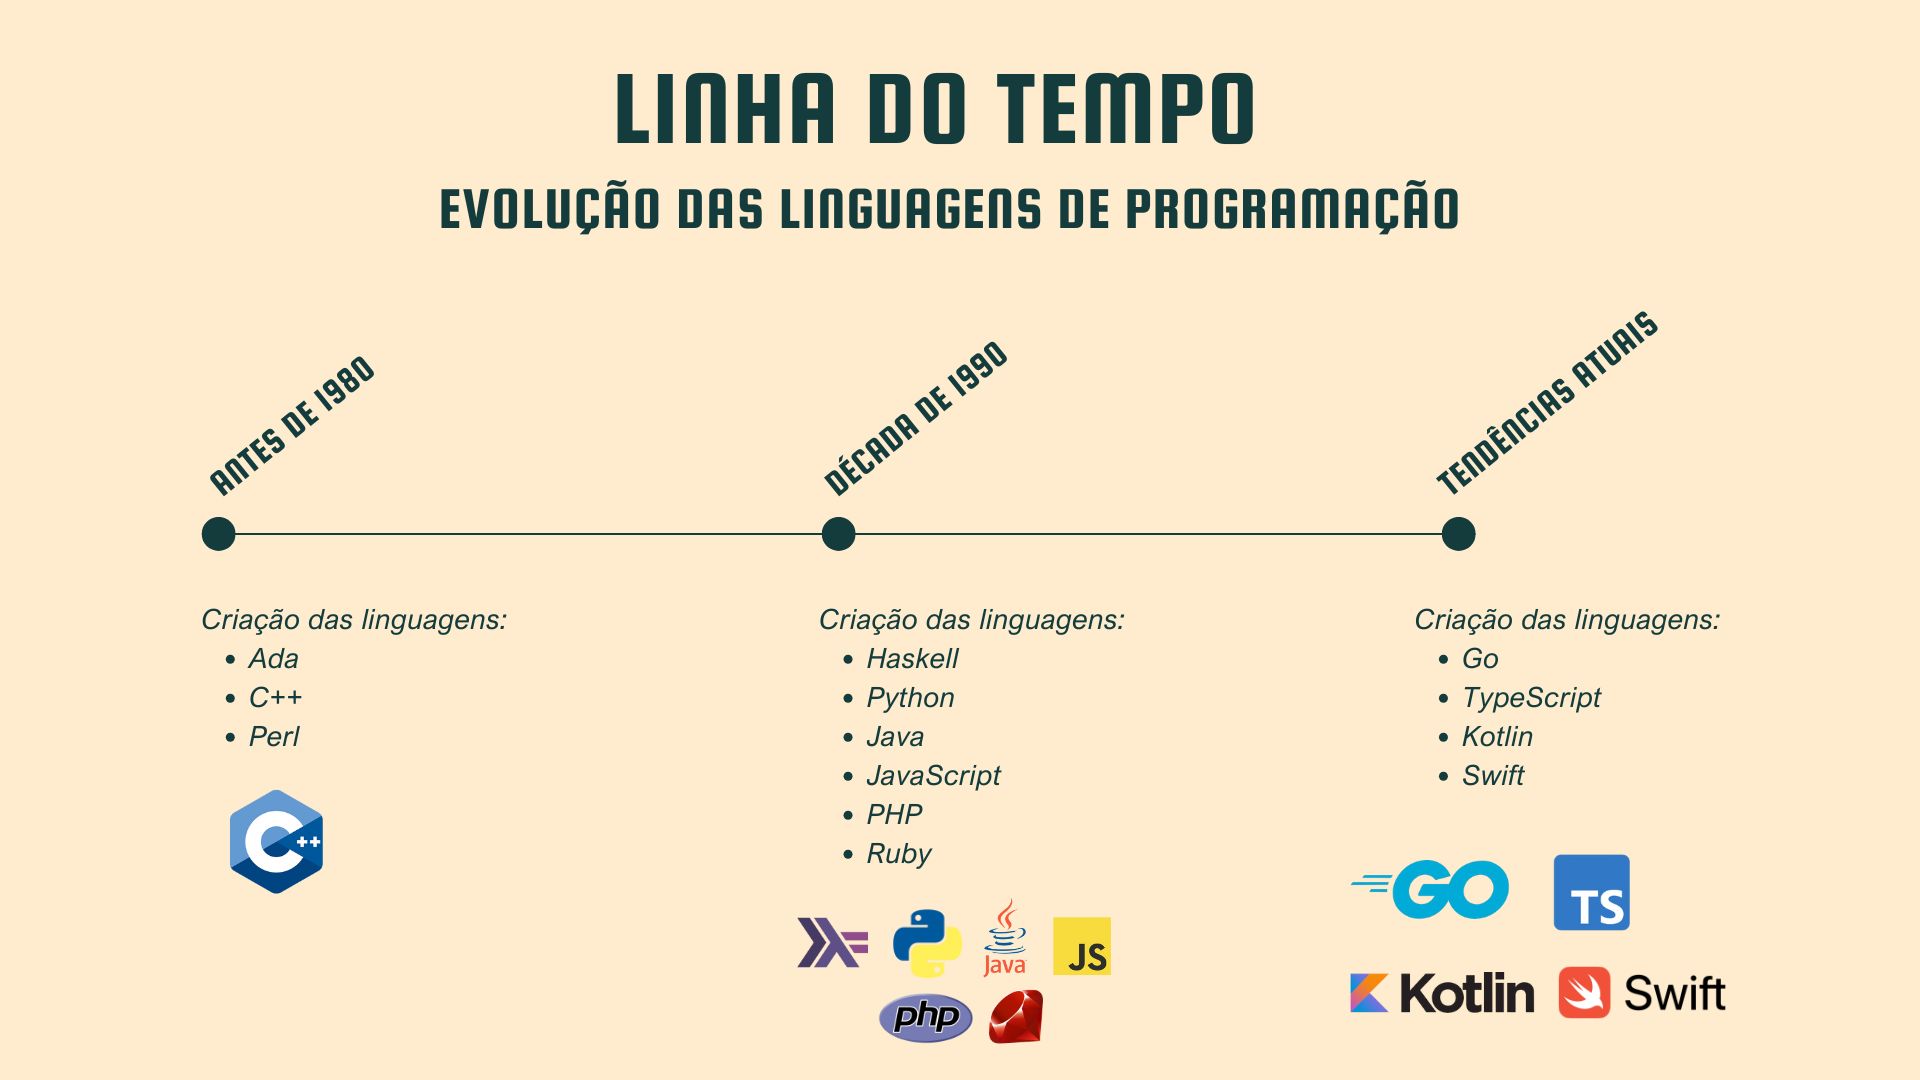 LINHA DO TEMPO
EVOLUÇÃO DAS LINGUAGENS DE PROGRAMAÇÃO
ANTES DE 1980
DÉCADA DE 1990
TENDÊNCIAS ATUAIS
Criação das linguagens:
• Ada
• C++
• Perl
C++
Criação das linguagens:
• Haskell
• Python
• Java
• JavaScript
• PHP
• Ruby
Java
JS
php
Criação das linguagens:
• Go
• TypeScript
• Kotlin
• Swift
GO
TS
Kotlin
Swift